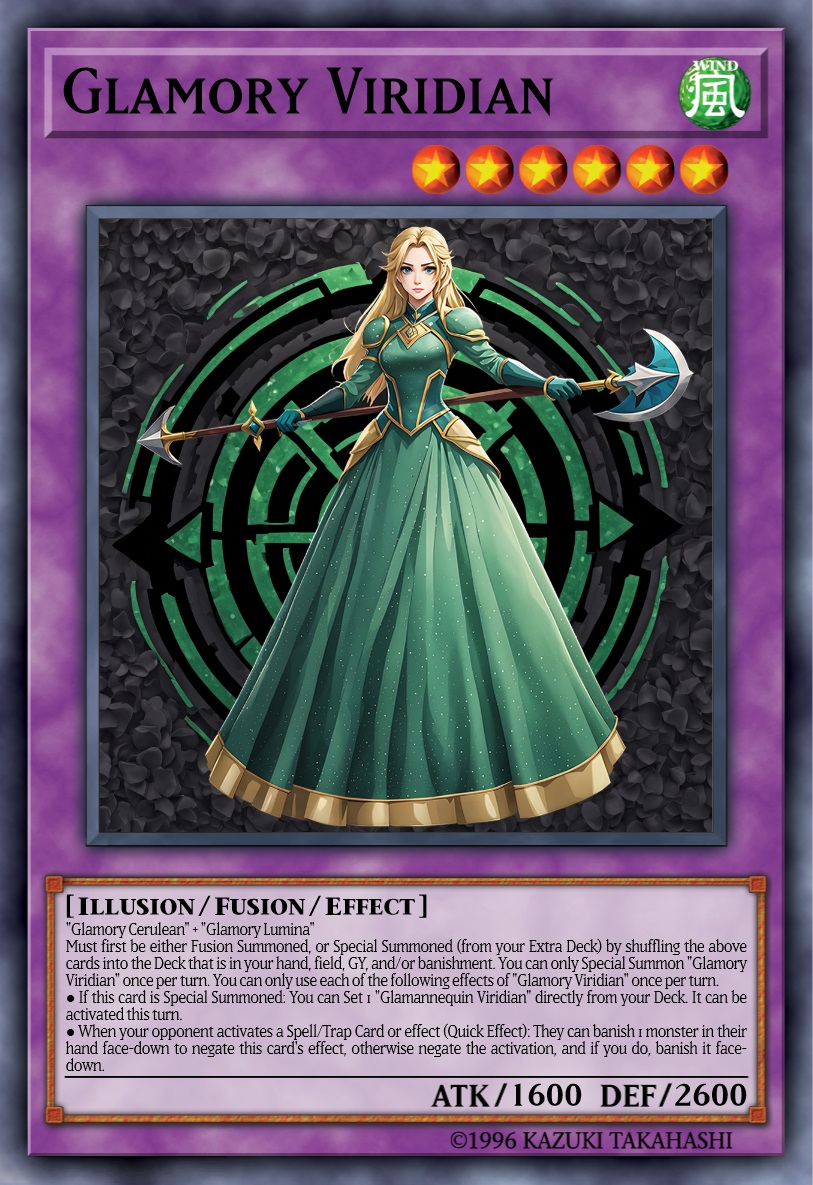 Glamory Viridian
WIND
風
[ Illusion / Fusion / Effect ]
"Glamory Cerulean" + "Glamory Lumina"
Must first be either Fusion Summoned, or Special Summoned (from your Extra Deck) by shuffling the above
cards into the Deck that is in your hand, field, GY, and/or banishment. You can only Special Summon "Glamory
Viridian" once per turn. You can only use each of the following effects of "Glamory Viridian" once per turn.
● If this card is Special Summoned: You can Set 1 "Glamannequin Viridian" directly from your Deck. It can be
activated this turn.
● When your opponent activates a Spell/Trap Card or effect (Quick Effect): They can banish 1 monster in their
hand face-down to negate this card's effect, otherwise negate the activation, and if you do, banish it face-
down.
ATK/1600 DEF/2600
©1996 KAZUKI TAKAHASHI